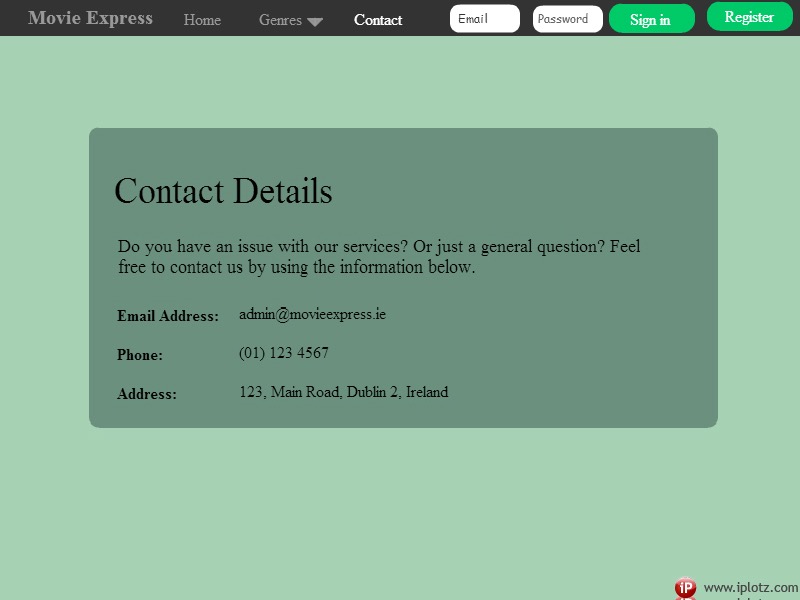 Movie Express Home Genres Contact Email Password Sign in Register
Contact Details
Do you have an issue with our services? Or just a general question? Feel
free to contact us by using the information below.
Email Address: admin@movieexpress.ie
Phone: (01) 123 4567
Address: 123, Main Road, Dublin 2, Ireland
iP www.iplotz.com